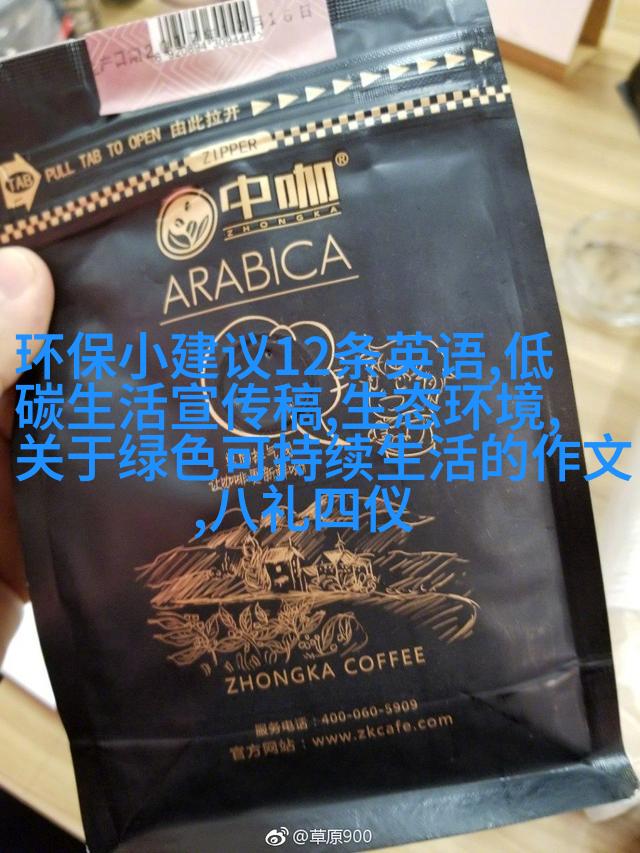 PULL TAB TO OPEN 由此拉开
TAB
ZIPPER
中咖®
ZHONGKA
ARABICA
环保小建议12条英语,低
碳生活宣传稿,生态环境,
关于绿色可持续生活的作文
,八礼四仪
ZHONGKA COFFEE
服务电话:400-060-5909
官方网站:www.zkcafe.com
@草原900